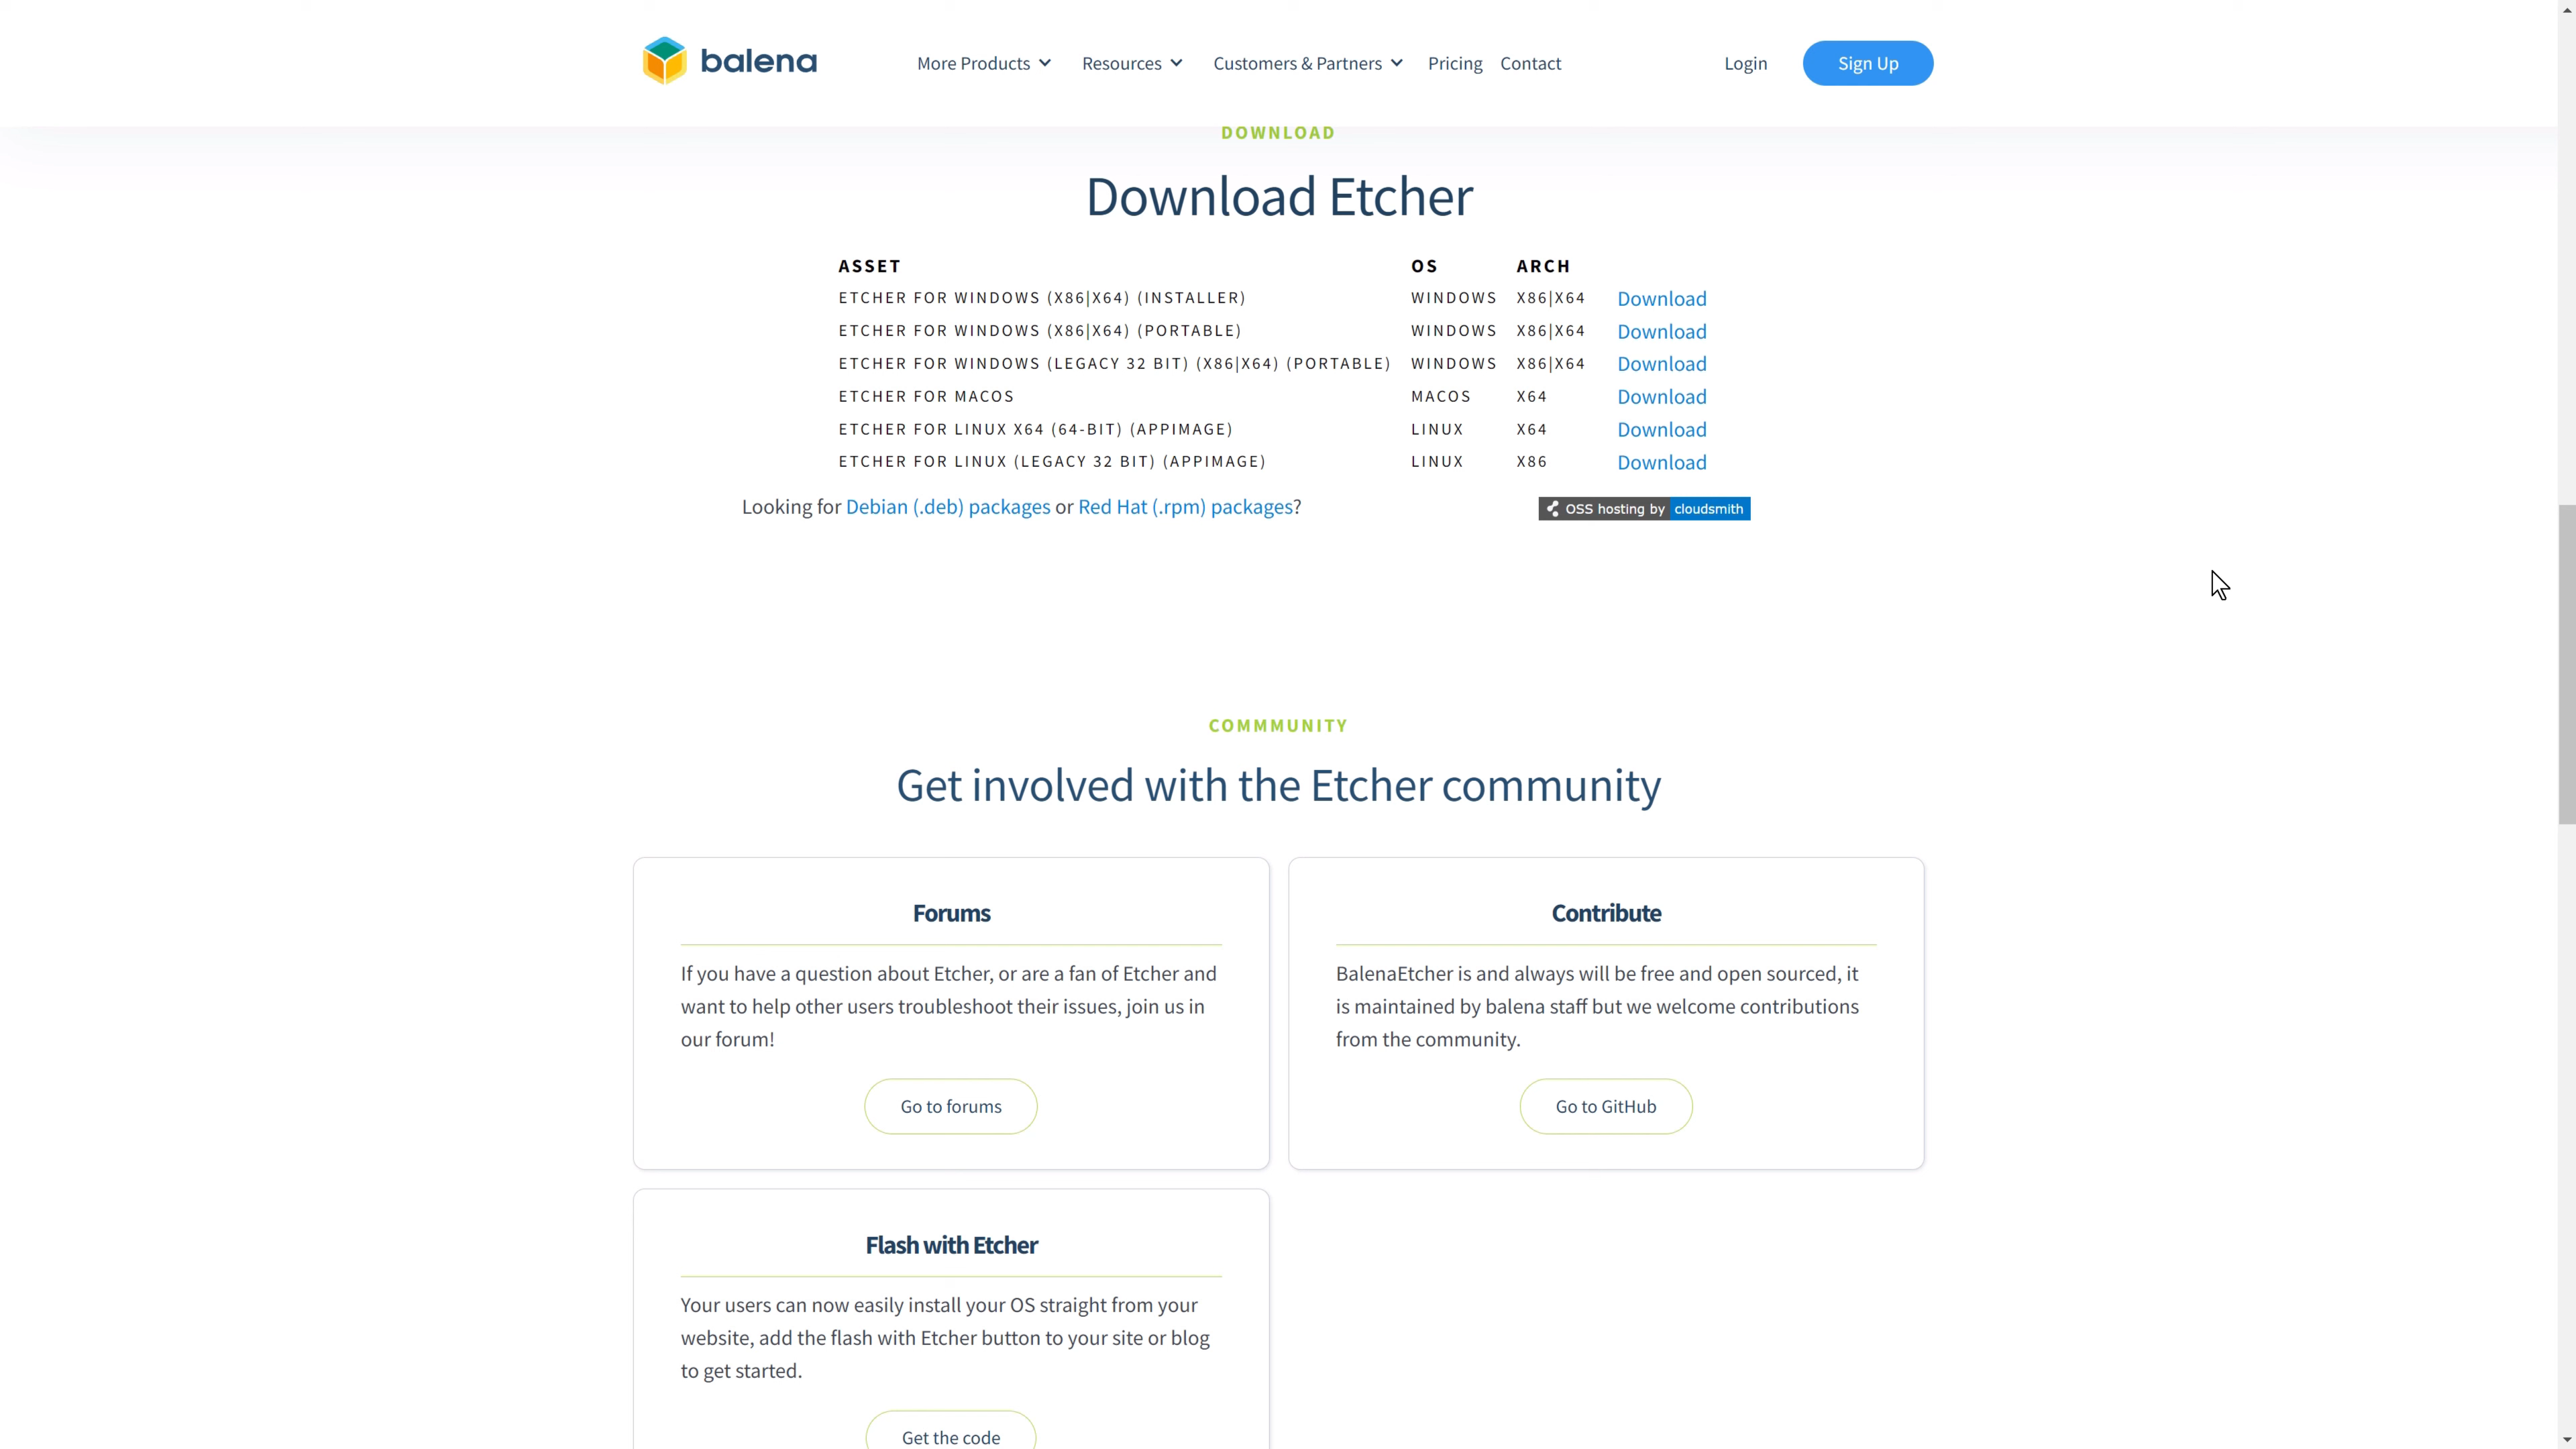 balena
More Products Resources Customers & Partners Pricing Contact Login Sign Up
DOWNLOAD
Download Etcher
ASSET OS ARCH
ETCHER FOR WINDOWS (X86|X64) (INSTALLER) WINDOWS X86|X64 Download
ETCHER FOR WINDOWS (X86|X64) (PORTABLE) WINDOWS X86|X64 Download
ETCHER FOR WINDOWS (LEGACY 32 BIT) (X86|X64) (PORTABLE) WINDOWS X86|X64 Download
ETCHER FOR MACOS MACOS X64 Download
ETCHER FOR LINUX X64 (64-BIT) (APPIMAGE) LINUX X64 Download
ETCHER FOR LINUX (LEGACY 32 BIT) (APPIMAGE) LINUX X86 Download
Looking for Debian (.deb) packages or Red Hat (.rpm) packages?
OSS hosting by cloudsmith
COMMMUNITY
Get involved with the Etcher community
Forums
If you have a question about Etcher, or are a fan of Etcher and
want to help other users troubleshoot their issues, join us in
our forum!
Go to forums
Contribute
BalenaEtcher is and always will be free and open sourced, it
is maintained by balena staff but we welcome contributions
from the community.
Go to GitHub
Flash with Etcher
Your users can now easily install your OS straight from your
website, add the flash with Etcher button to your site or blog
to get started.
Get the code